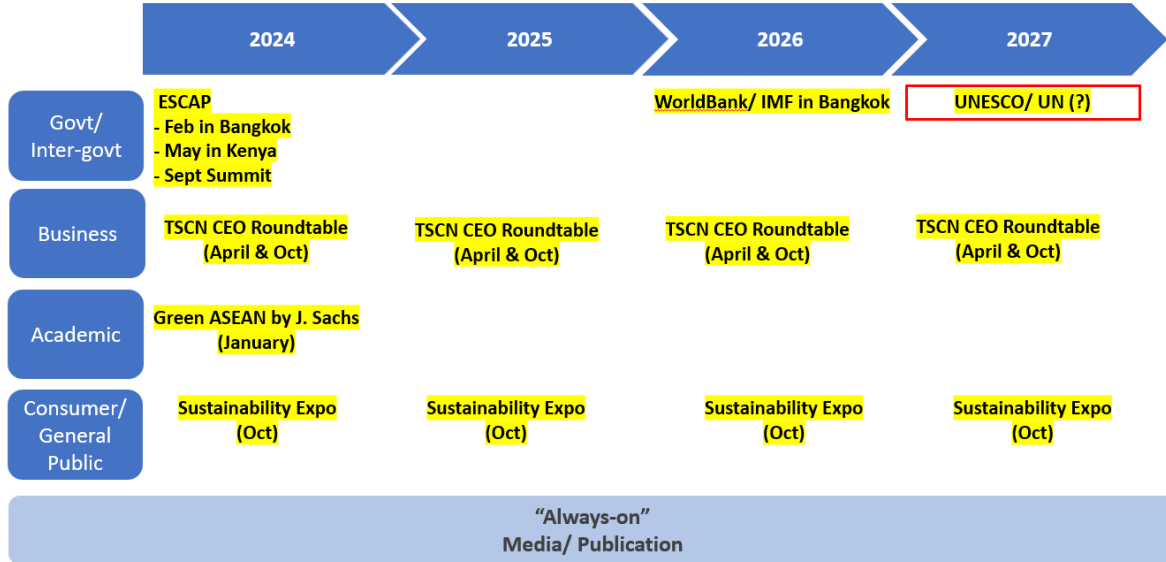 2024
2025
2026
2027
Govt/
Inter-govt
ESCAP
- Feb in Bangkok
- May in Kenya
- Sept Summit
WorldBank/ IMF in Bangkok
UNESCO/ UN (?)
Business
TSCN CEO Roundtable
(April & Oct)
TSCN CEO Roundtable
(April & Oct)
TSCN CEO Roundtable
(April & Oct)
TSCN CEO Roundtable
(April & Oct)
Academic
Green ASEAN by J. Sachs
(January)
Consumer/
General
Public
Sustainability Expo
(Oct)
Sustainability Expo
(Oct)
Sustainability Expo
(Oct)
Sustainability Expo
(Oct)
“Always-on”
Media/ Publication